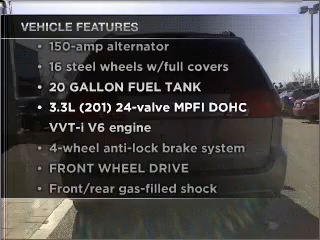 VEHICLE FEATURES
• 150-amp alternator
• 16 steel wheels w/full covers
• 20 GALLON FUEL TANK
• 3.3L (201) 24-valve MPFI DOHC
VVT-i V6 engine
• 4-wheel anti-lock brake system
• FRONT WHEEL DRIVE
• Front/rear gas-filled shock